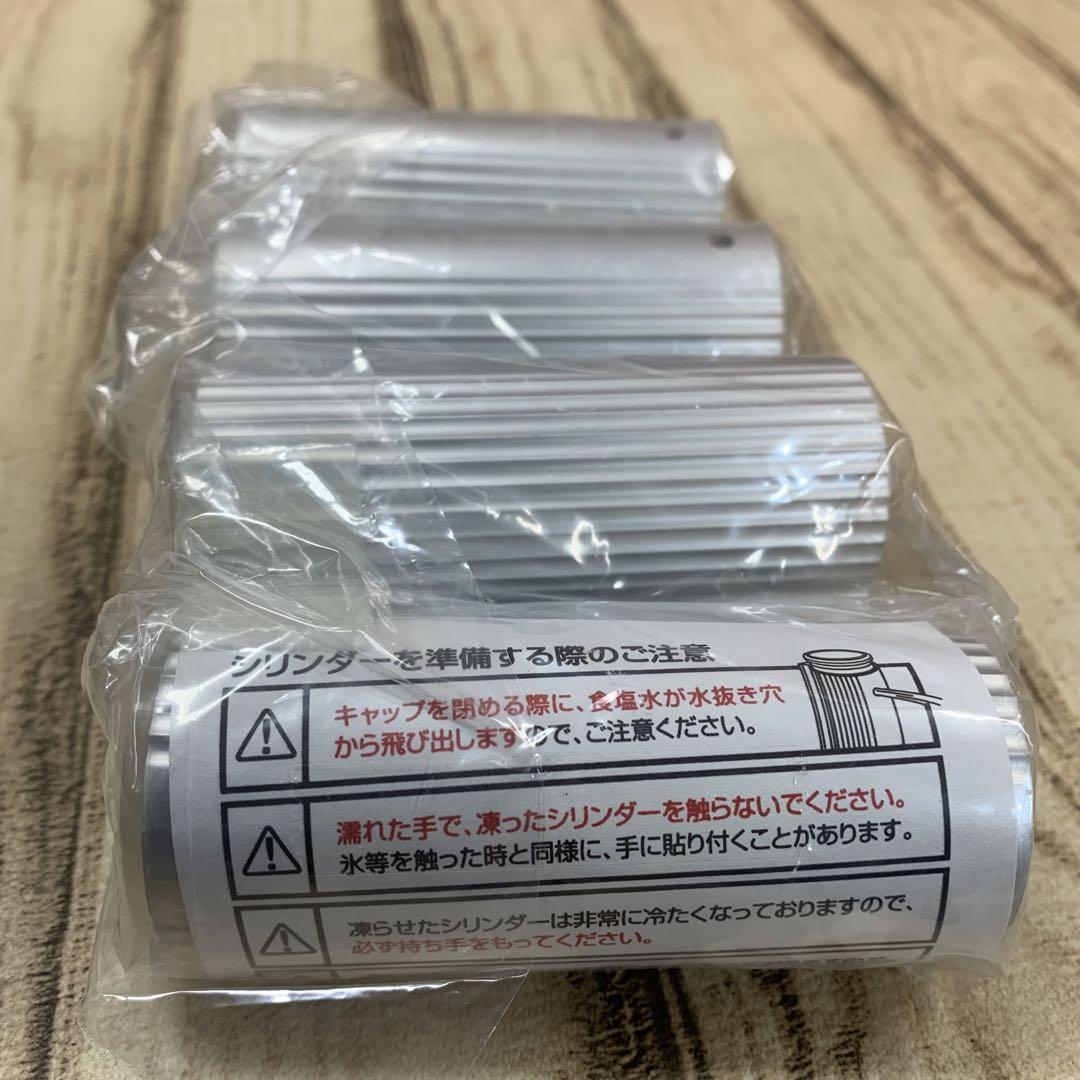 シリンダーを準備する際のご注意
キャップを閉める際に、食塩水が水抜き穴
から飛び出しますので、ご注意ください。
濡れた手で、凍ったシリンダーを触らないでください。
氷等を触った時と同様に、手に貼り付くことがあります。
凍らせたシリンダーは非常に冷たくなっておりますので、
必ず持ち手をもってください。